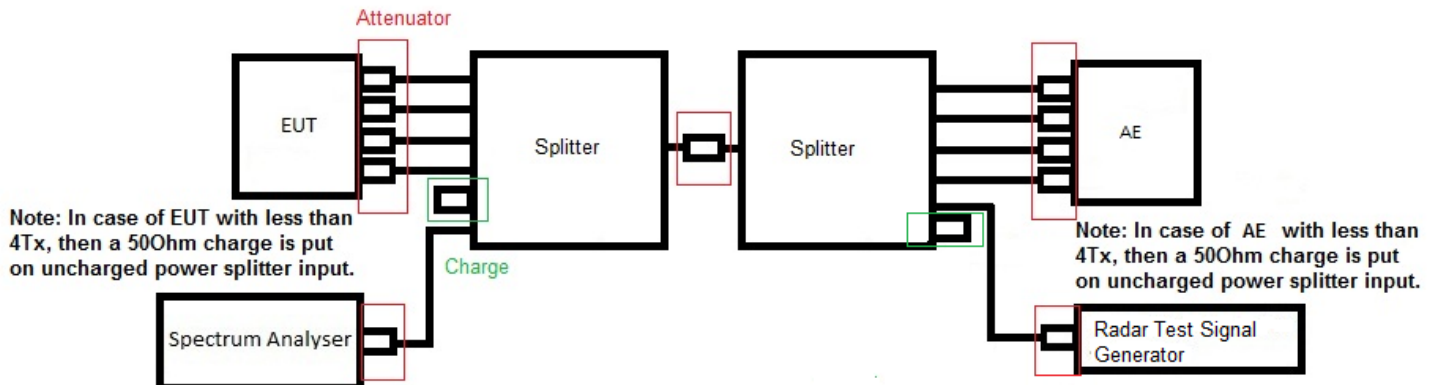 Attenuator
EUT
Splitter
Splitter
AE
Note: In case of EUT with less than
4Tx, then a 50Ohm charge is put
on uncharged power splitter input.
Charge
Note: In case of AE with less than
4Tx, then a 50Ohm charge is put
on uncharged power splitter input.
Spectrum Analyser
Radar Test Signal
Generator